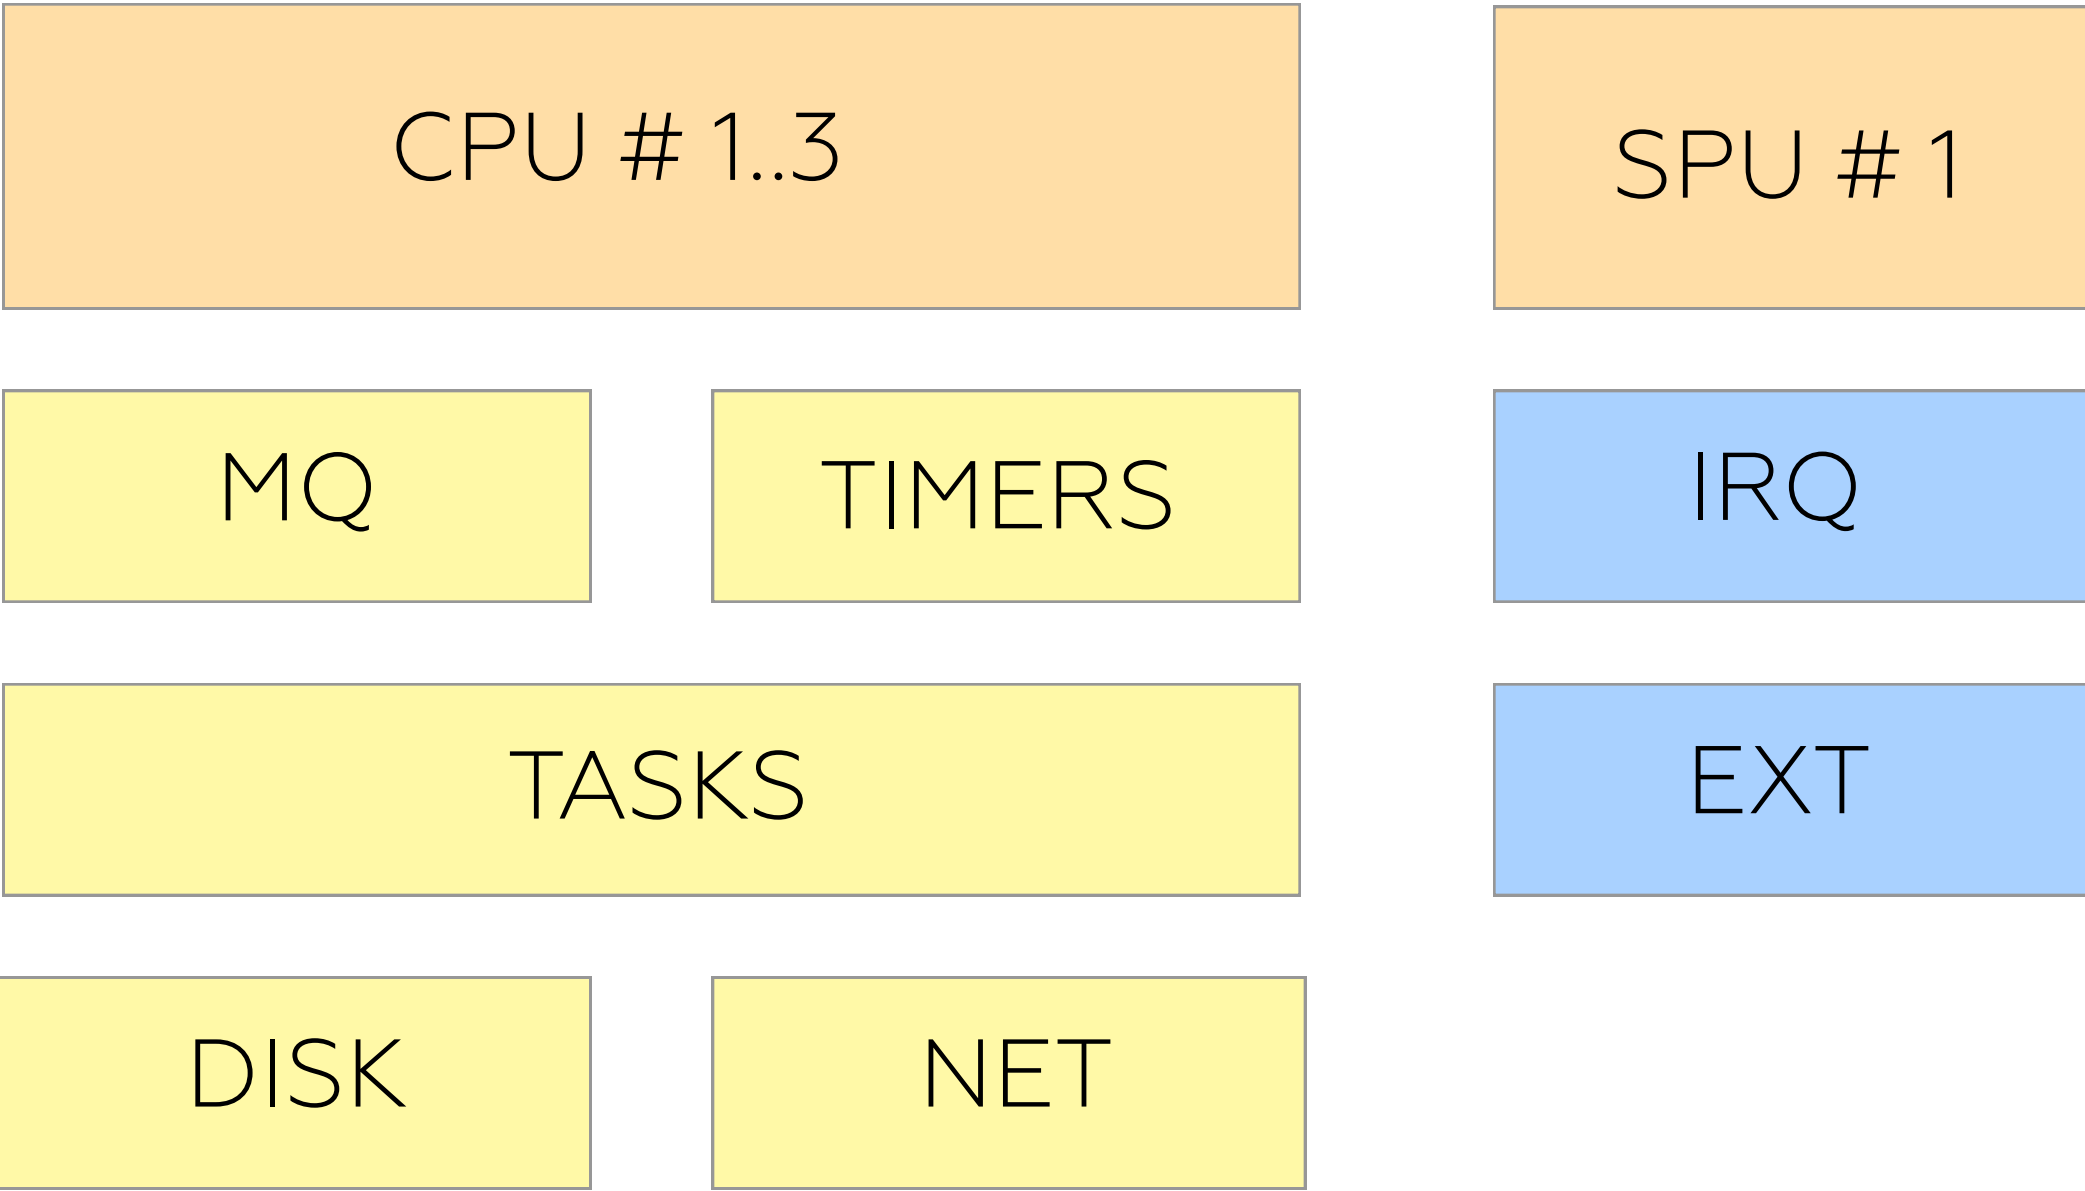 CPU # 1..3
SPU # 1
MQ
TIMERS
IRQ
TASKS
EXT
DISK
NET